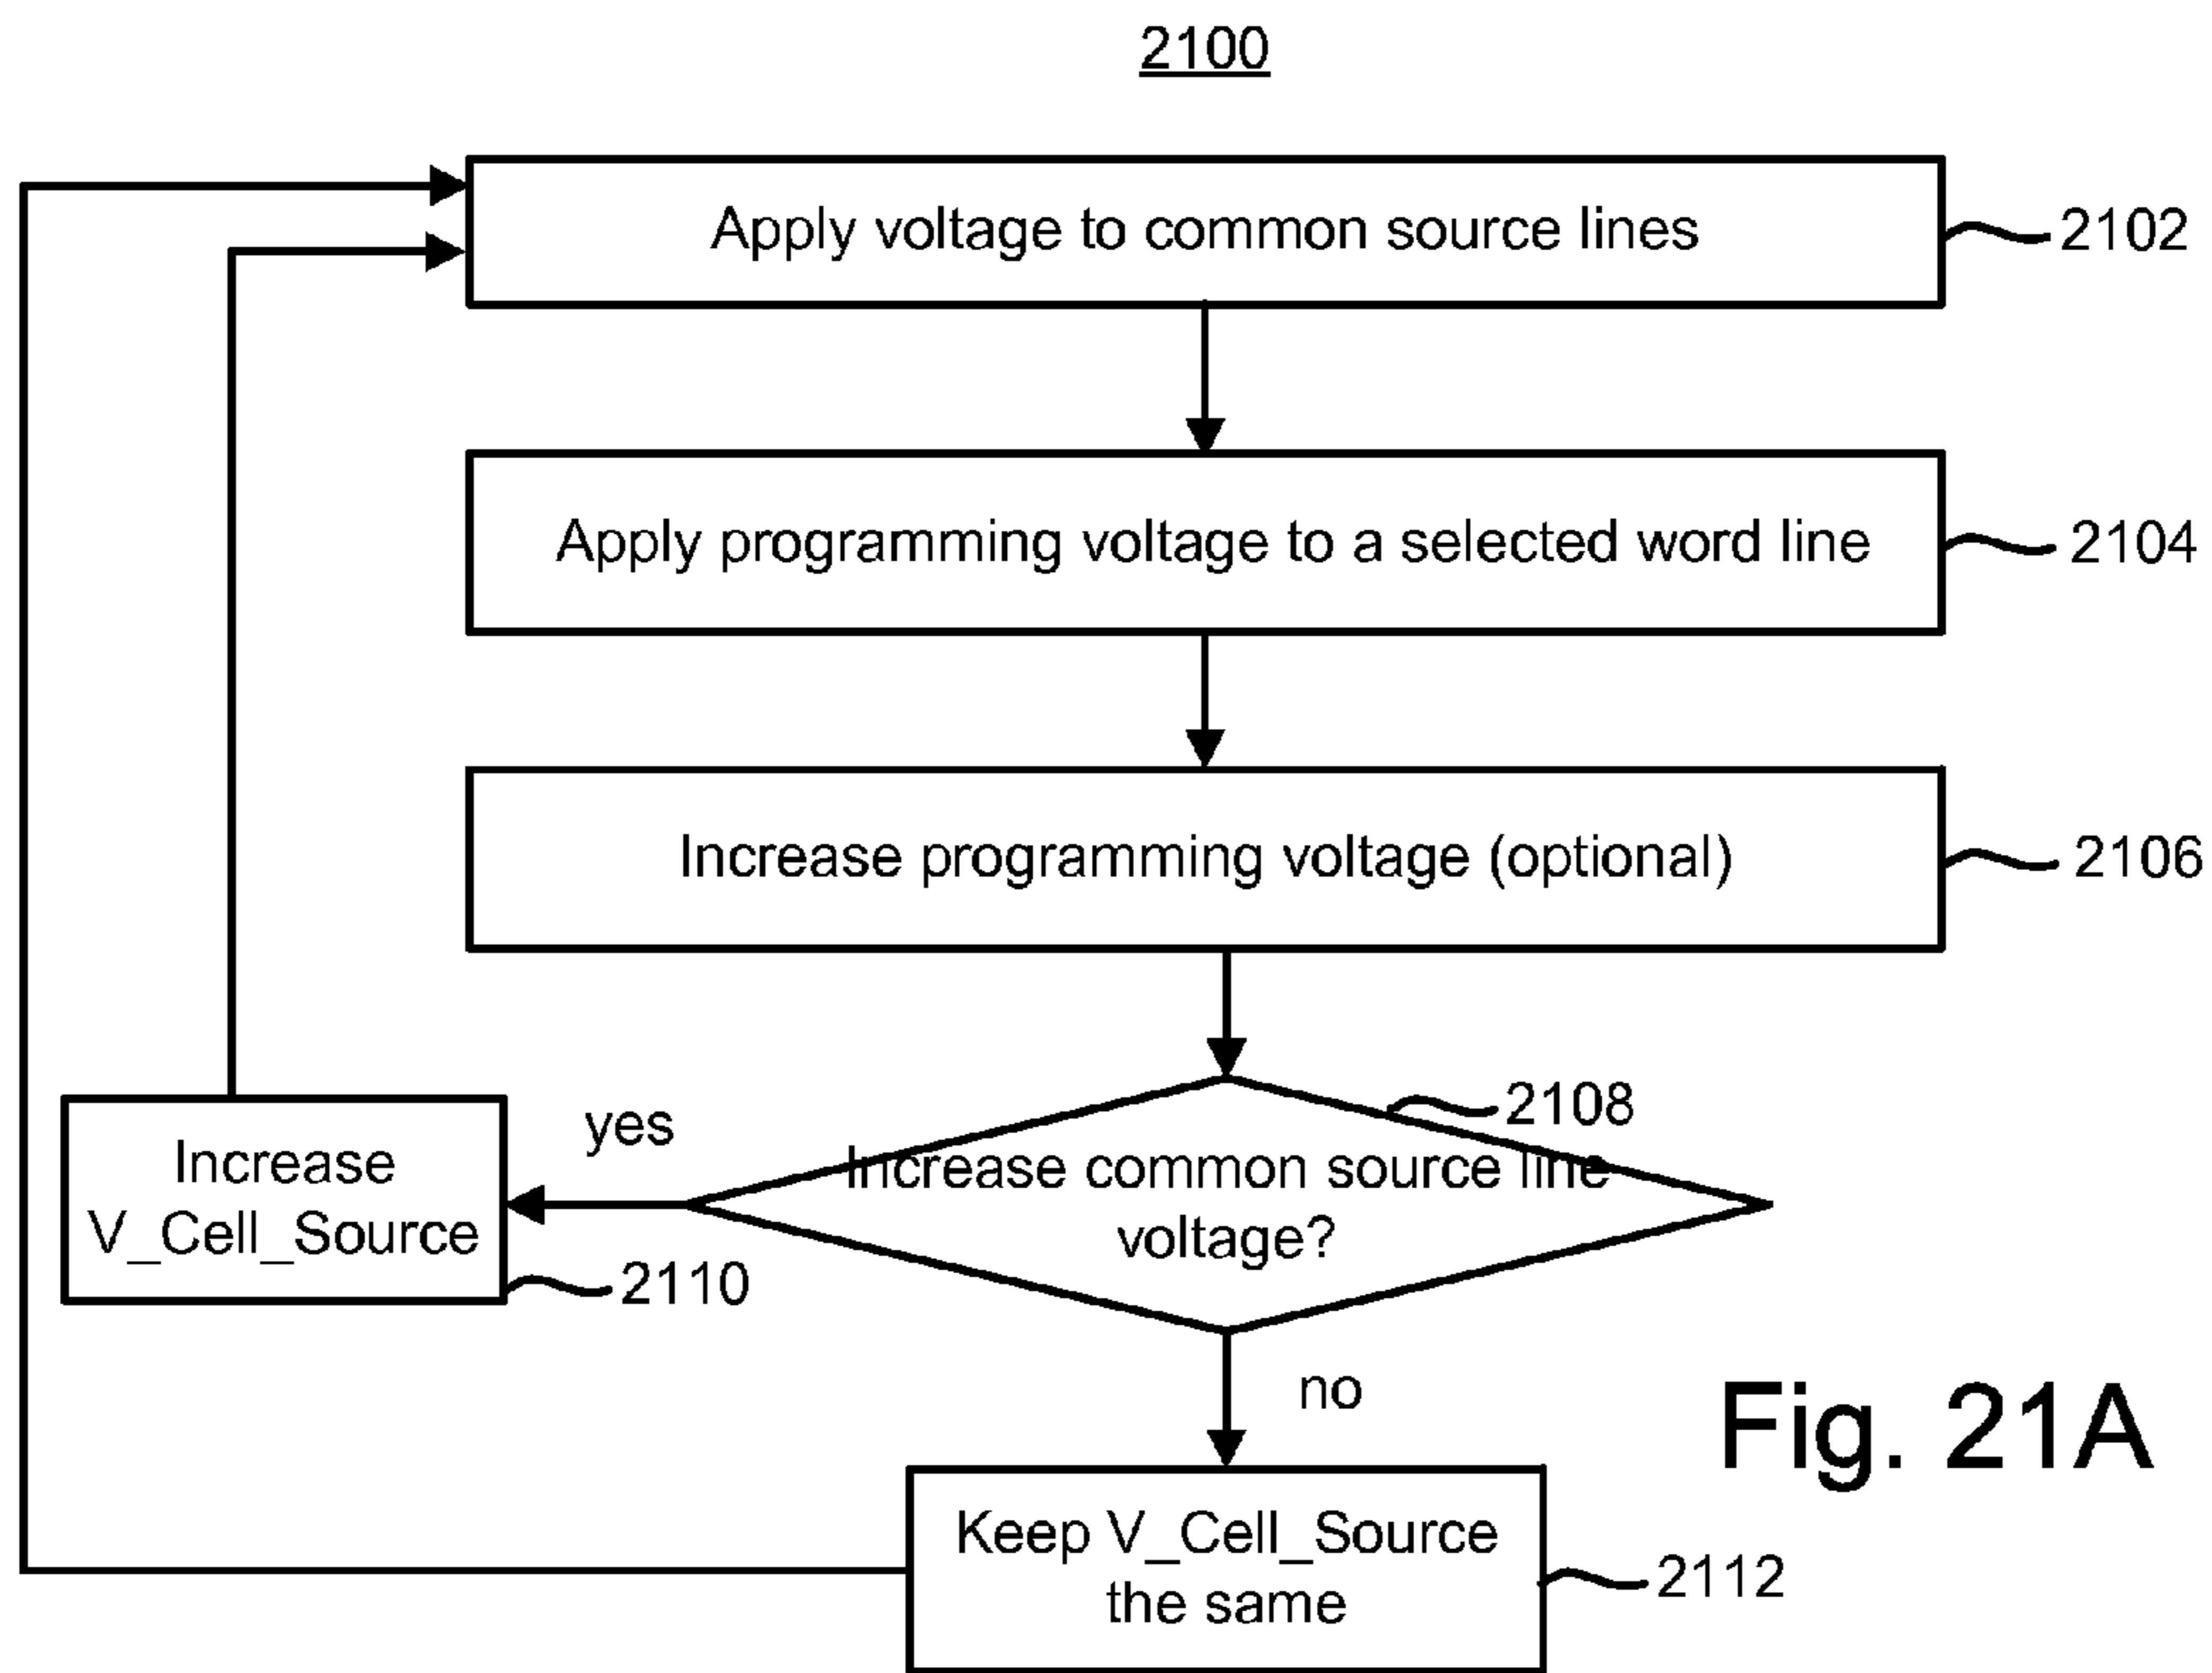 2100
Apply voltage to common source lines
2102
Apply programming voltage to a selected word line
2104
Increase programming voltage (optional)
2106
2108
Increase common source line
voltage?
yes
Increase
V_Cell_Source
2110
no
Keep V_Cell_Source
the same
2112
Fig. 21A